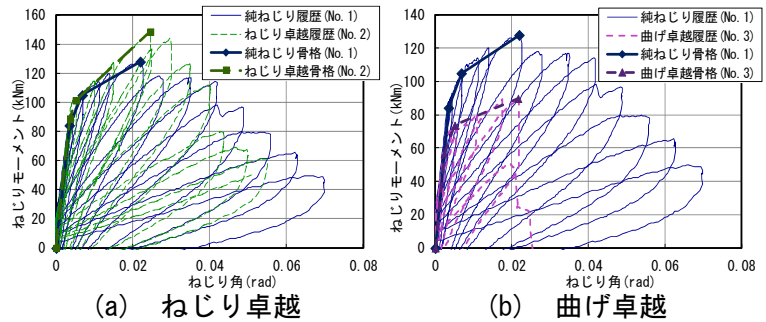 160
140
120
100
80
60
40
20
0
ねじりモーメント(kNm)
純ねじり履歴(No.1)
ねじり卓越履歴(No.2)
純ねじり骨格(No.1)
ねじり卓越骨格(No.2)
0 0.02 0.04 0.06 0.08
ねじり角(rad)
(a) ねじり卓越
140
120
100
80
60
40
20
0
ねじりモーメント(kNm)
純ねじり履歴(No.1)
曲げ卓越履歴(No.3)
純ねじり骨格(No.1)
曲げ卓越骨格(No.3)
0 0.02 0.04 0.06 0.08
ねじり角(rad)
(b) 曲げ卓越